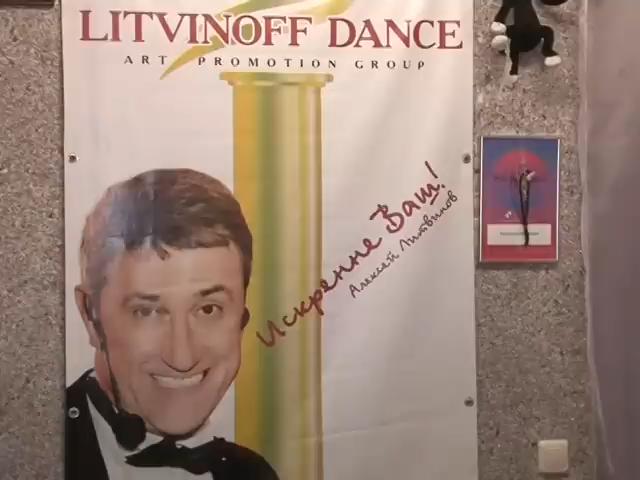 LITVINOFF DANCE
ART PROMOTION GROUP
Искренне Ваш!
Алексей Литвинов